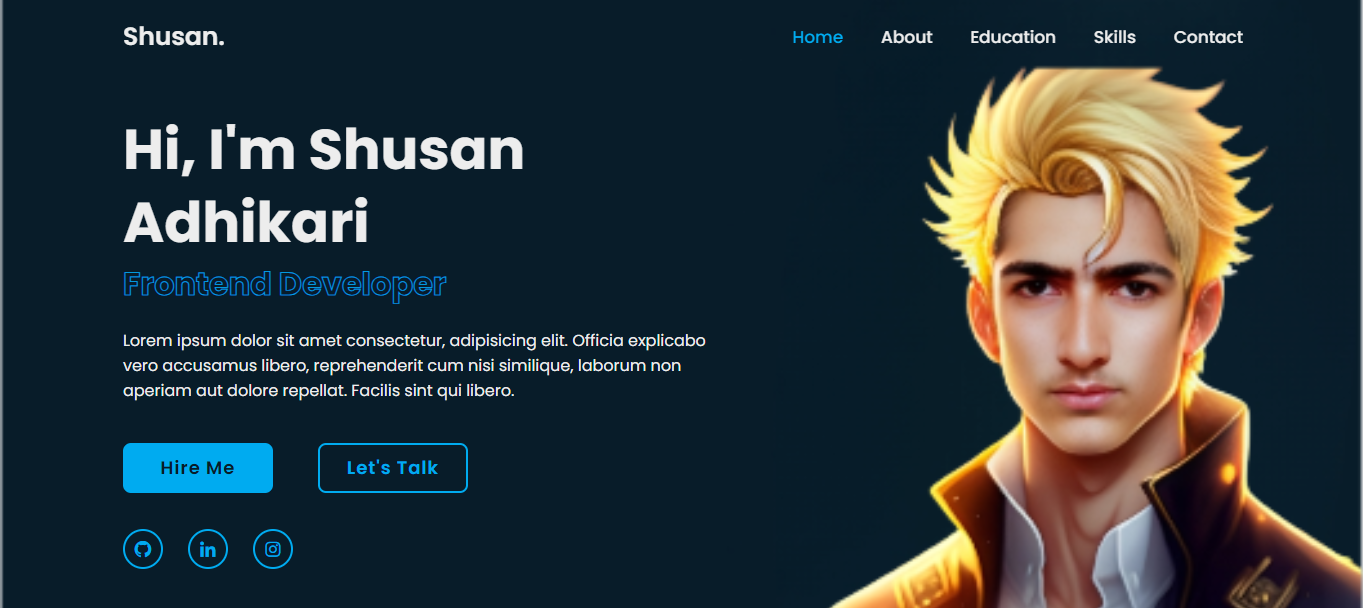 Shusan.
Home About Education Skills Contact
Hi, I'm Shusan
Adhikari
Frontend Developer
Lorem ipsum dolor sit amet consectetur, adipisicing elit. Officia explicabo
vero accusamus libero, reprehenderit cum nisi similique, laborum non
aperiam aut dolore repellat. Facilis sint qui libero.
Hire Me
Let's Talk
in